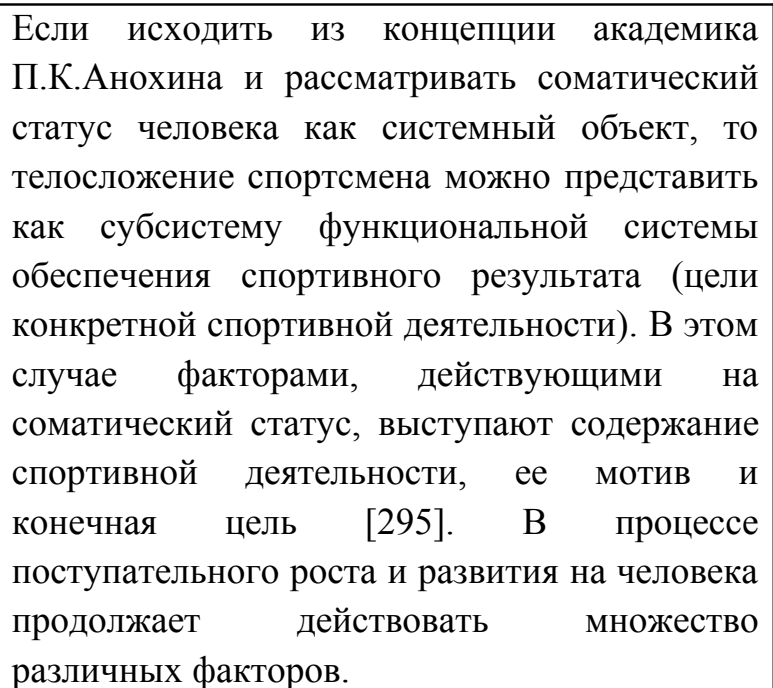 Если исходить из концепции академика
П.К.Анохина и рассматривать соматический
статус человека как системный объект, то
телосложение спортсмена можно представить
как субсистему функциональной системы
обеспечения спортивного результата (цели
конкретной спортивной деятельности). В этом
случае факторами, действующими на
соматический статус, выступают содержание
спортивной деятельности, ее мотив и
конечная цель [295]. В процессе
поступательного роста и развития на человека
продолжает действовать множество
различных факторов.